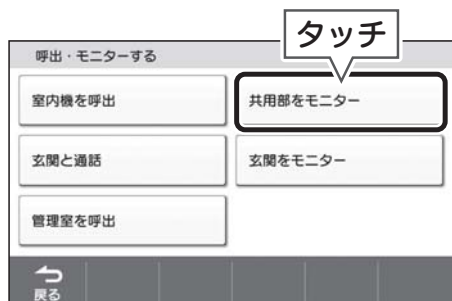 タッチ
呼出・モニターする
室内機を呼出
共用部をモニター
玄関と通話
玄関をモニター
管理室を呼出
戻る